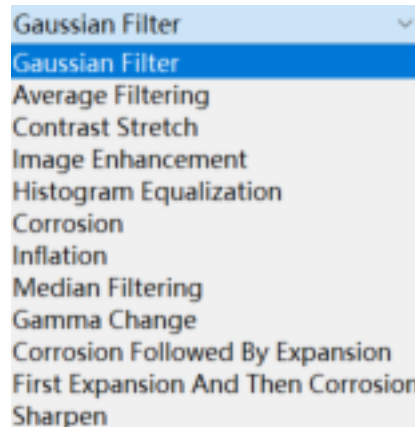 Gaussian Filter
Gaussian Filter
Average Filtering
Contrast Stretch
Image Enhancement
Histogram Equalization
Corrosion
Inflation
Median Filtering
Gamma Change
Corrosion Followed By Expansion
First Expansion And Then Corrosion
Sharpen